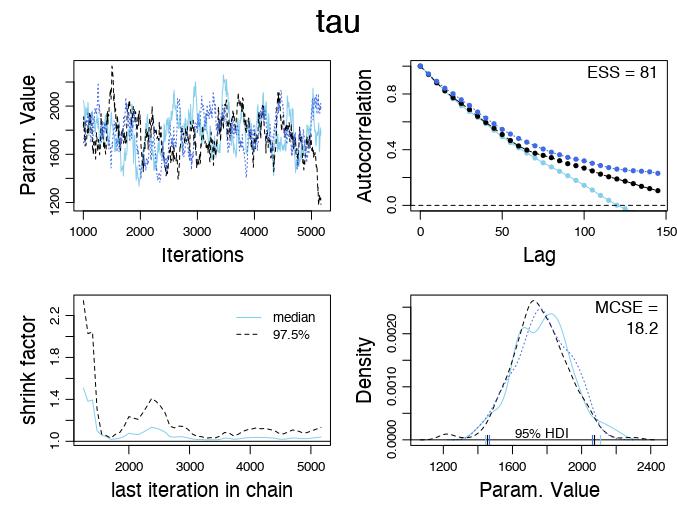 tau
Param. Value
1200 1600 2000
1000 2000 3000 4000 5000
Iterations
Autocorrelation
0.0 0.4 0.8
ESS = 81
0 50 100 150
Lag
shrink factor
1.0 1.4 1.8 2.2
median
97.5%
2000 3000 4000 5000
last iteration in chain
Density
0.0000 0.0010 0.0020
MCSE =
18.2
95% HDI
1200 1600 2000 2400
Param. Value